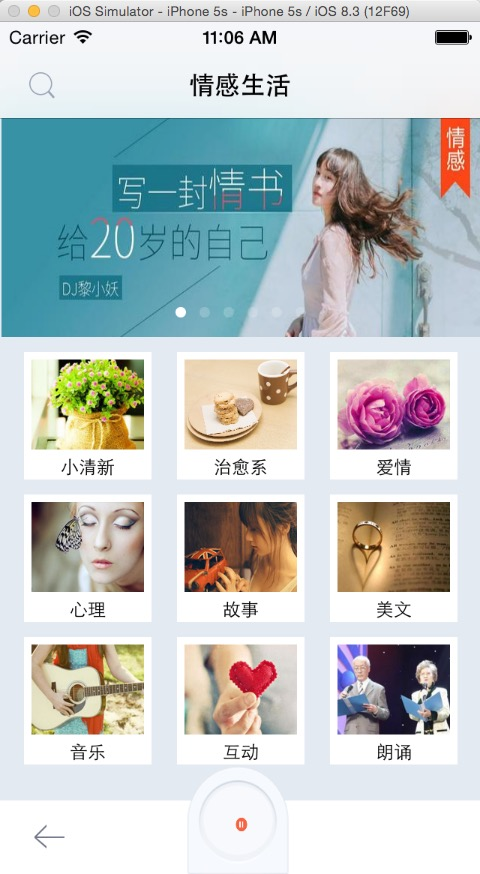 iOS Simulator - iPhone 5s - iPhone 5s / iOS 8.3 (12F69)
Carrier 11:06 AM
情感生活
情感
写一封情书
给20岁的自己
DJ黎小妖
小清新 治愈系 爱情
心理 故事 美文
音乐 互动 朗诵